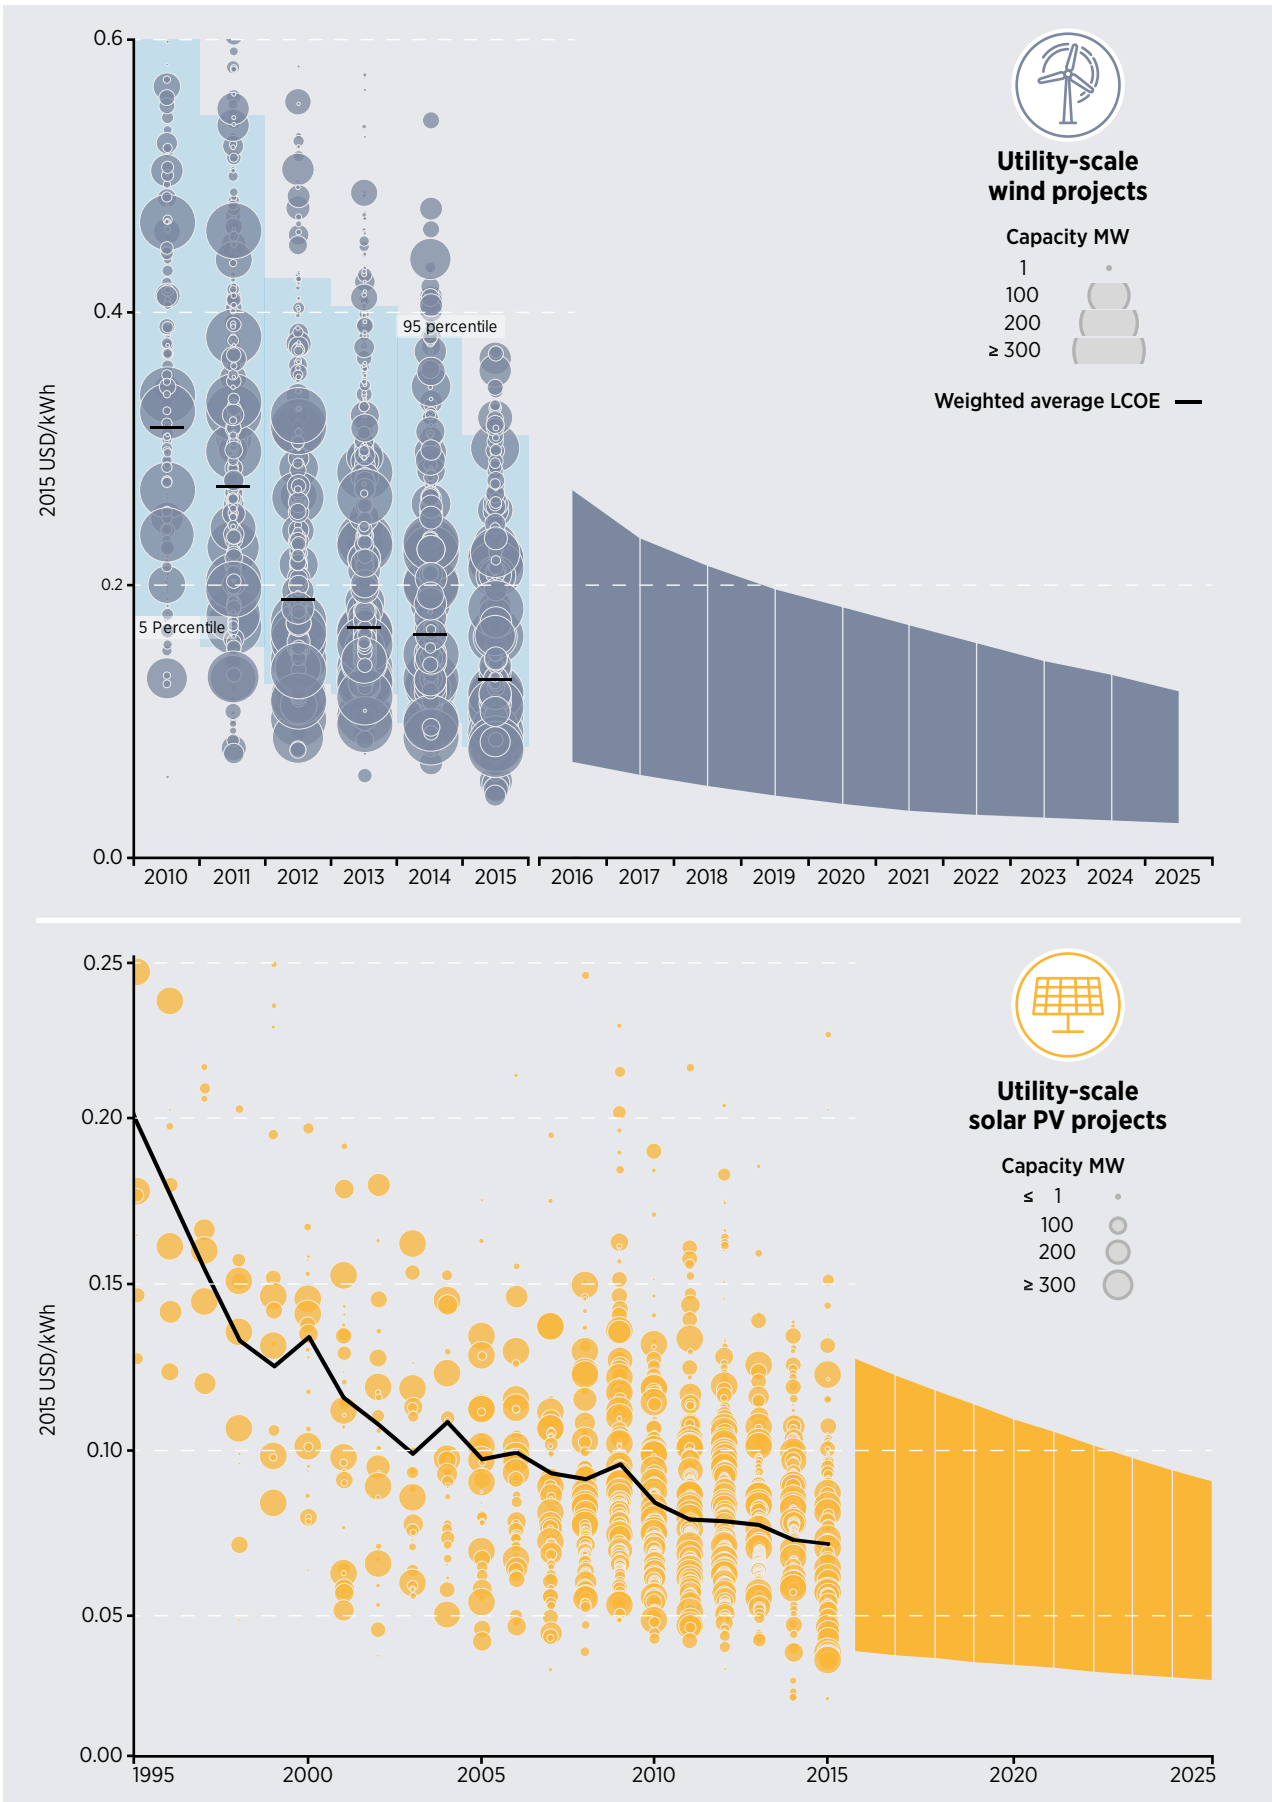 0.6
0.4
0.2
0.0
2015 USD/kWh
95 percentile
5 Percentile
Utility-scale
wind projects
Capacity MW
1
100
200
≥ 300
Weighted average LCOE
2010 2011 2012 2013 2014 2015 2016 2017 2018 2019 2020 2021 2022 2023 2024 2025
0.25
0.20
0.15
0.10
0.05
0.00
2015 USD/kWh
Utility-scale
solar PV projects
Capacity MW
≤ 1
100
200
≥ 300
1995 2000 2005 2010 2015 2020 2025